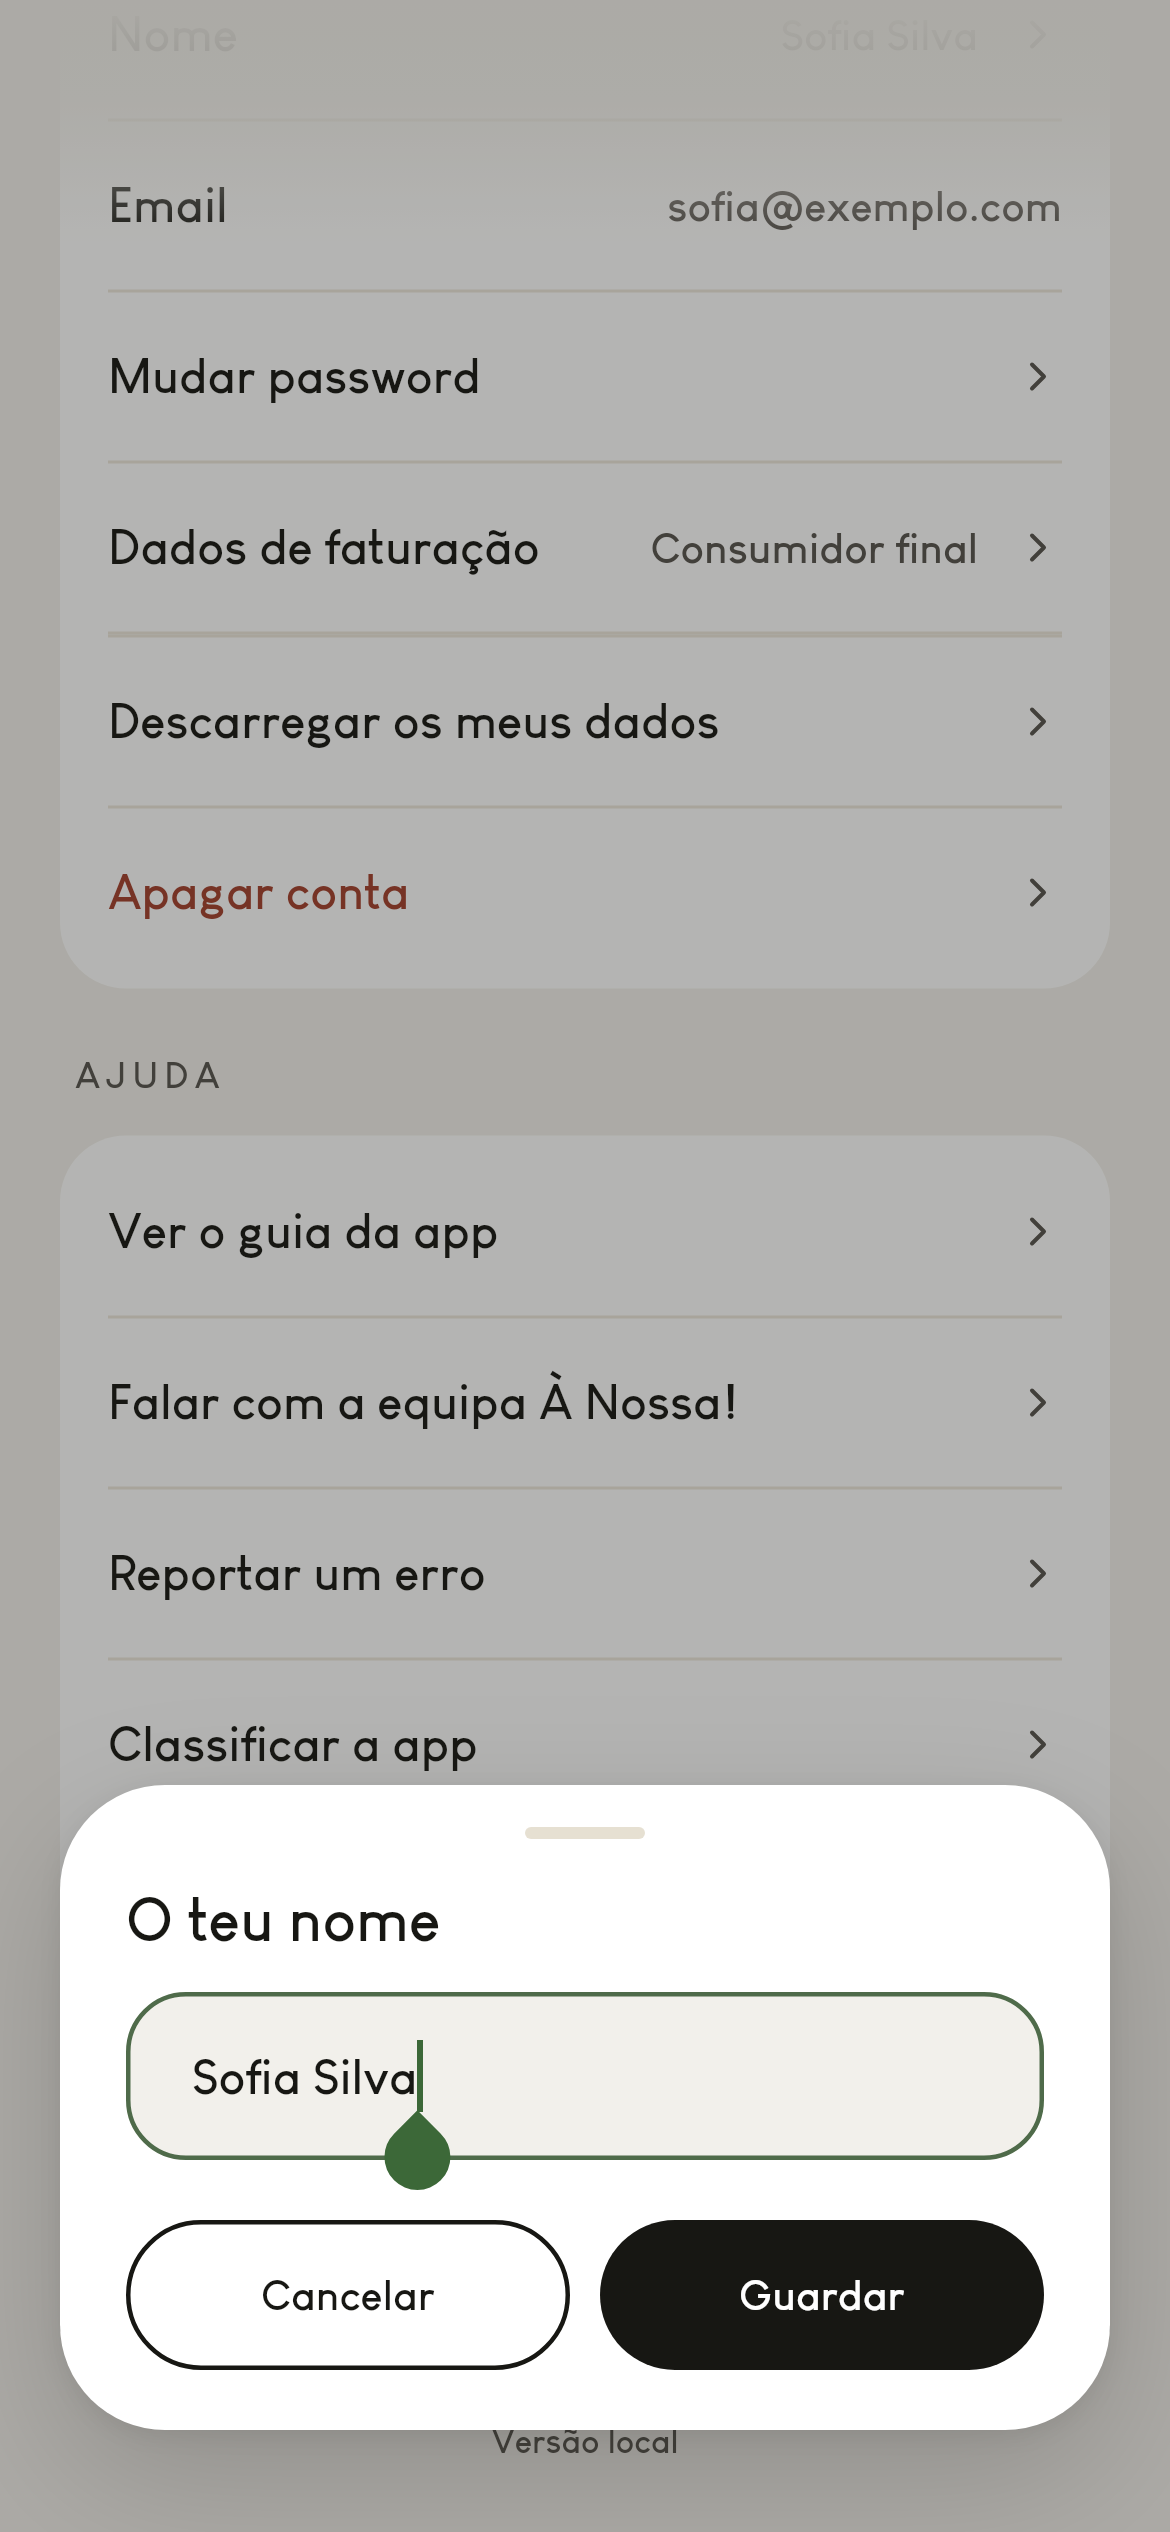 Nome Sofia Silva
Email sofia@exemplo.com
Mudar password
Dados de faturação Consumidor final
Descarregar os meus dados
Apagar conta
AJUDA
Ver o guia da app
Falar com a equipa À Nossa!
Reportar um erro
Classificar a app
O teu nome
Sofia Silva
Cancelar Guardar
Versão local